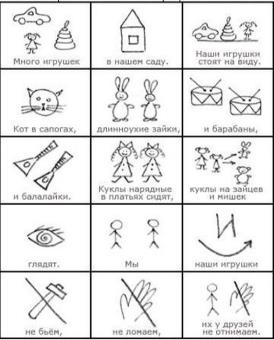 Много игрушек
в нашем саду.
Наши игрушки
стоят на виду.
Кот в сапогах,
длинноухие зайки,
и барабаны,
и балалайки.
Куклы нарядные
в платьях сидят,
куклы на зайцев
и мишек
глядят.
Мы
наши игрушки
не бьём,
не ломаем,
их у друзей
не отнимаем.